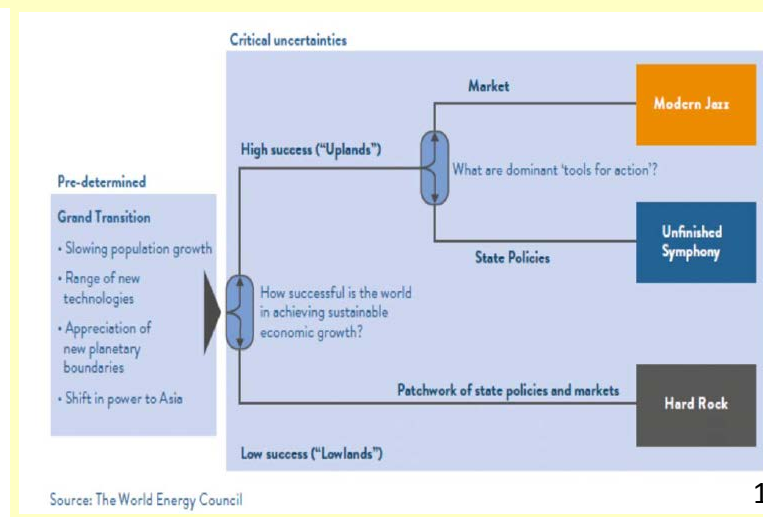 Critical uncertainties
Market
Modern Jazz
High success (“Uplands”)
What are dominant ‘tools for action’?
Pre-determined
Grand Transition
• Slowing population growth
• Range of new
technologies
• Appreciation of
new planetary
boundaries
• Shift in power to Asia
Unfinished
Symphony
State Policies
How successful is the world
in achieving sustainable
economic growth?
Patchwork of state policies and markets
Hard Rock
Low success (“Lowlands”)
Source: The World Energy Council
1